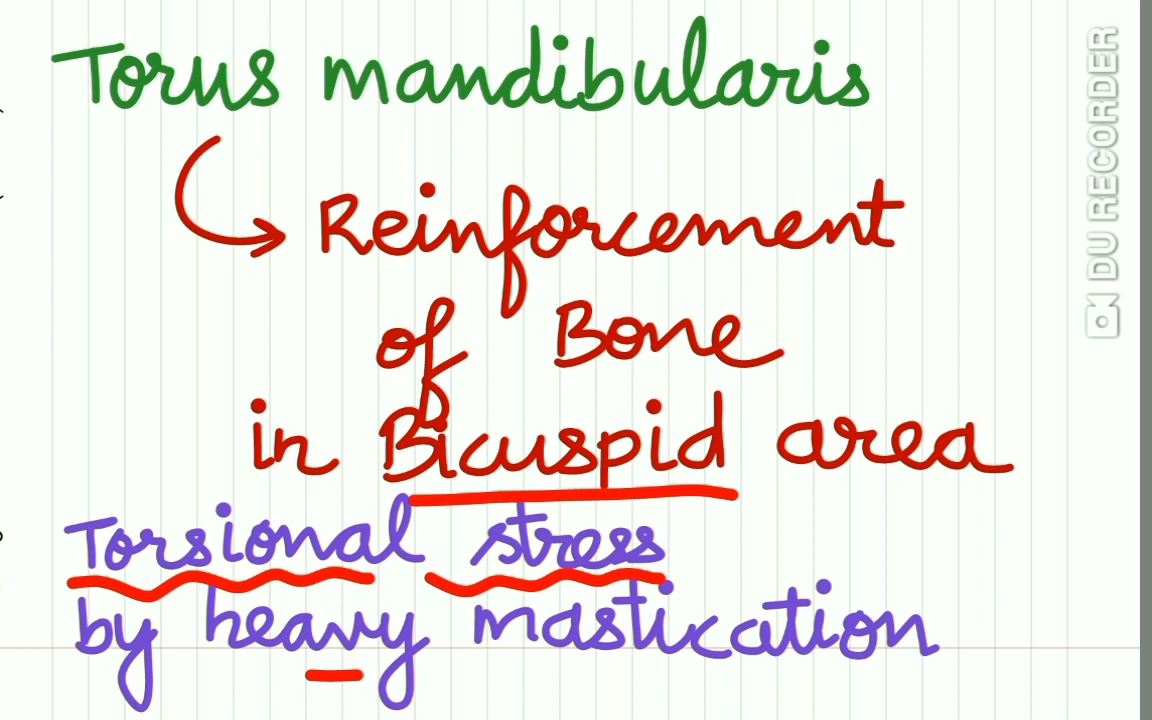 Torus mandibularis
Reinforcement
of Bone
in Bicuspid area
Torsional stress
by heavy mastication
DU RECORDER